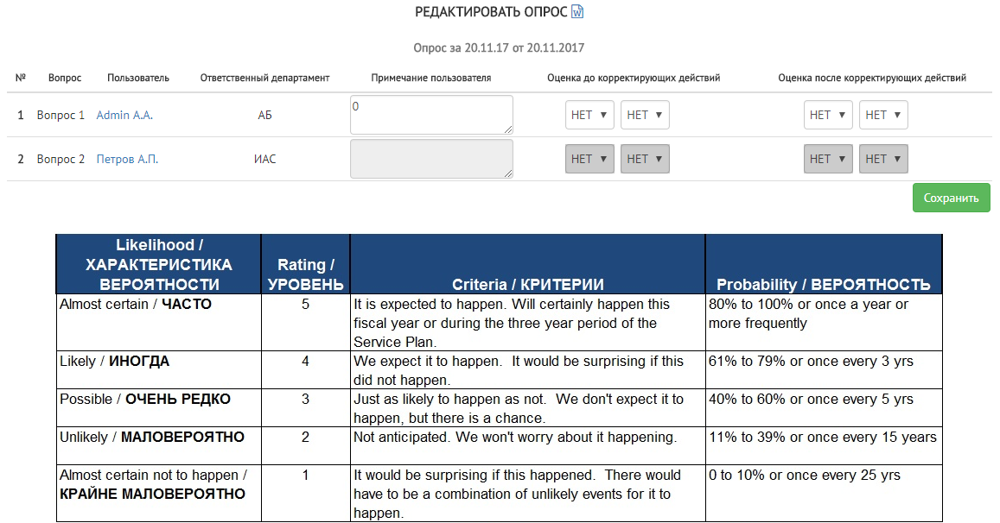 РЕДАКТИРОВАТЬ ОПРОС
Опрос за 20.11.17 от 20.11.2017
№ Вопрос Пользователь Ответственный департамент Примечание пользователя Оценка до корректирующих действий Оценка после корректирующих действий
1 Вопрос 1 Admin А.А. АБ 0 НЕТ НЕТ НЕТ НЕТ
2 Вопрос 2 Петров А.П. ИАС НЕТ НЕТ НЕТ НЕТ
Сохранить
Likelihood /
ХАРАКТЕРИСТИКА
ВЕРОЯТНОСТИ
Rating /
УРОВЕНЬ
Criteria / КРИТЕРИИ
Probability / ВЕРОЯТНОСТЬ
Almost certain / ЧАСТО
5
It is expected to happen. Will certainly happen this
fiscal year or during the three year period of the
Service Plan.
80% to 100% or once a year or
more frequently
Likely / ИНОГДА
4
We expect it to happen.  It would be surprising if this
did not happen.
61% to 79% or once every 3 yrs
Possible / ОЧЕНЬ РЕДКО
3
Just as likely to happen as not.  We don't expect it to
happen, but there is a chance.
40% to 60% or once every 5 yrs
Unlikely / МАЛОВЕРОЯТНО
2
Not anticipated. We won't worry about it happening.
11% to 39% or once every 15 years
Almost certain not to happen /
КРАЙНЕ МАЛОВЕРОЯТНО
1
It would be surprising if this happened.  There would
have to be a combination of unlikely events for it to
happen.
0 to 10% or once every 25 yrs